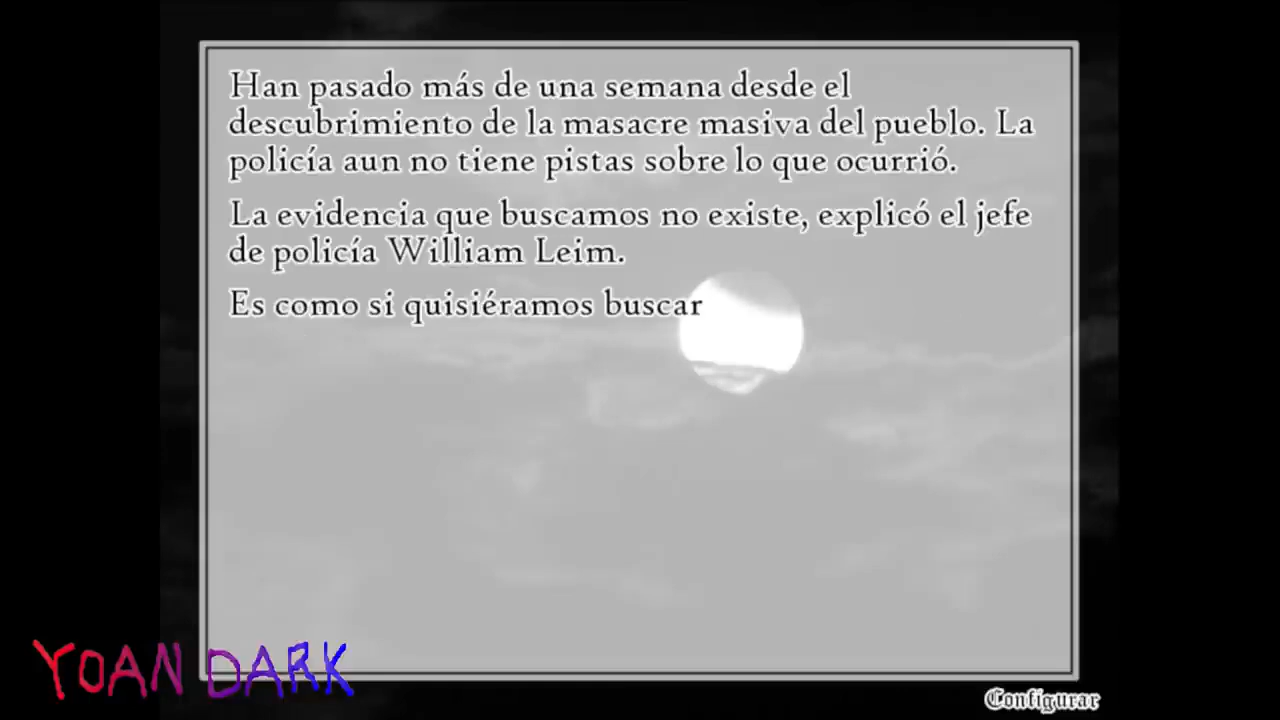 Han pasado más de una semana desde el
descubrimiento de la masacre masiva del pueblo. La
policía aun no tiene pistas sobre lo que ocurrió.
La evidencia que buscamos no existe, explicó el jefe
de policía William Leim.
Es como si quisiéramos buscar
YOAN DARK
Configurar